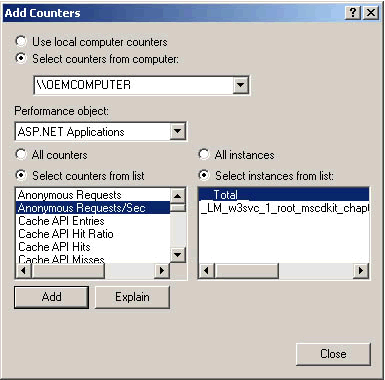 Add Counters
Use local computer counters
Select counters from computer:
\\OEMCOMPUTER
Performance object:
ASP.NET Applications
All counters
All instances
Select counters from list
Select instances from list:
Anonymous Requests
Anonymous Requests/Sec
Cache API Entries
Cache API Hit Ratio
Cache API Hits
Cache API Misses
__Total__
_LM_w3svc_1_root_mscdkit_chapt
Add
Explain
Close